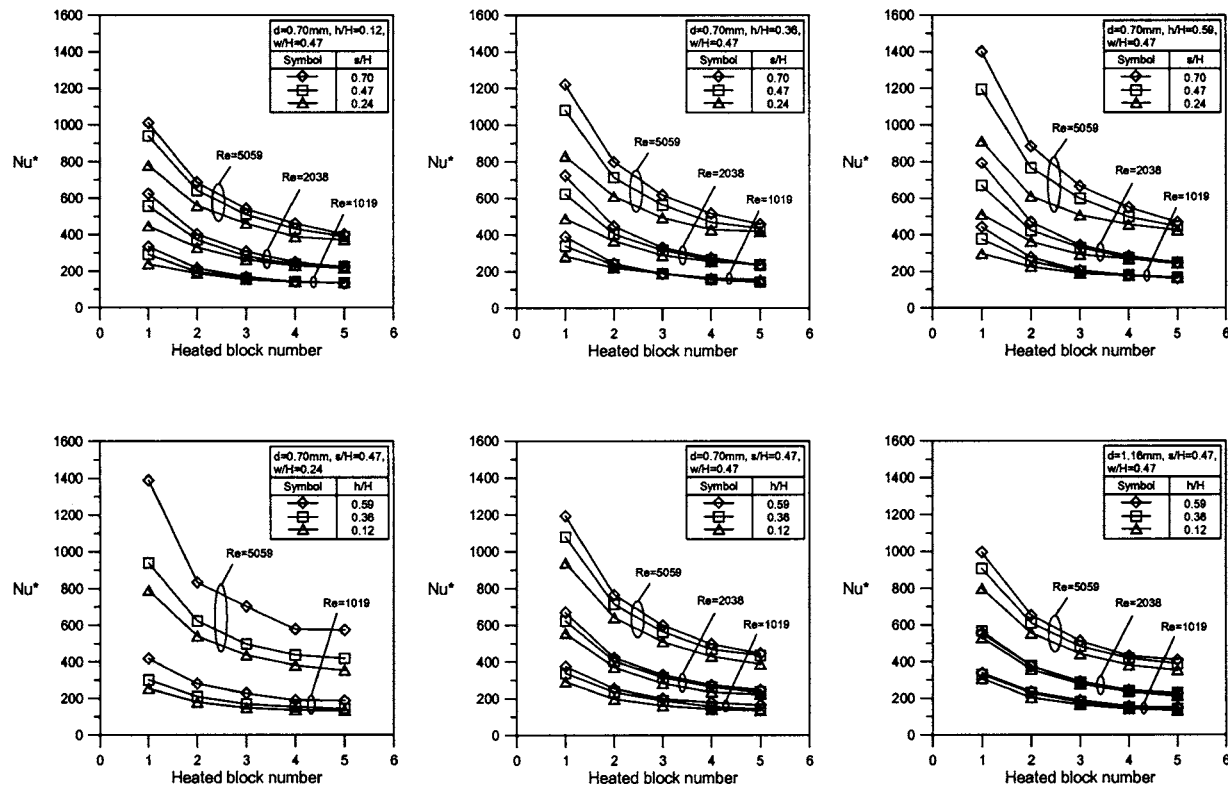 1600
1400
1200
1000
800
600
400
200
0
Nu*
d=0.70mm, h/H=0.12,
w/H=0.47
Symbol s/H
0.70
0.47
0.24
Re=5059
Re=2038
Re=1019
0 1 2 3 4 5 6
Heated block number
1600
1400
1200
1000
800
600
400
200
0
Nu*
d=0.70mm, h/H=0.36,
w/H=0.47
Symbol s/H
0.70
0.47
0.24
Re=5059
Re=2038
Re=1019
0 1 2 3 4 5 6
Heated block number
1600
1400
1200
1000
800
600
400
200
0
Nu*
d=0.70mm, h/H=0.59,
w/H=0.47
Symbol s/H
0.70
0.47
0.24
Re=5059
Re=2038
Re=1019
0 1 2 3 4 5 6
Heated block number
1600
1400
1200
1000
800
600
400
200
0
Nu*
d=0.70mm, s/H=0.47,
w/H=0.24
Symbol h/H
0.59
0.36
0.12
Re=5059
Re=1019
0 1 2 3 4 5 6
Heated block number
1600
1400
1200
1000
800
600
400
200
0
Nu*
d=0.70mm, s/H=0.47,
w/H=0.47
Symbol h/H
0.59
0.36
0.12
Re=5059
Re=2038
Re=1019
0 1 2 3 4 5 6
Heated block number
1600
1400
1200
1000
800
600
400
200
0
Nu*
d=1.16mm, s/H=0.47,
w/H=0.47
Symbol h/H
0.59
0.36
0.12
Re=5059
Re=2038
Re=1019
0 1 2 3 4 5 6
Heated block number